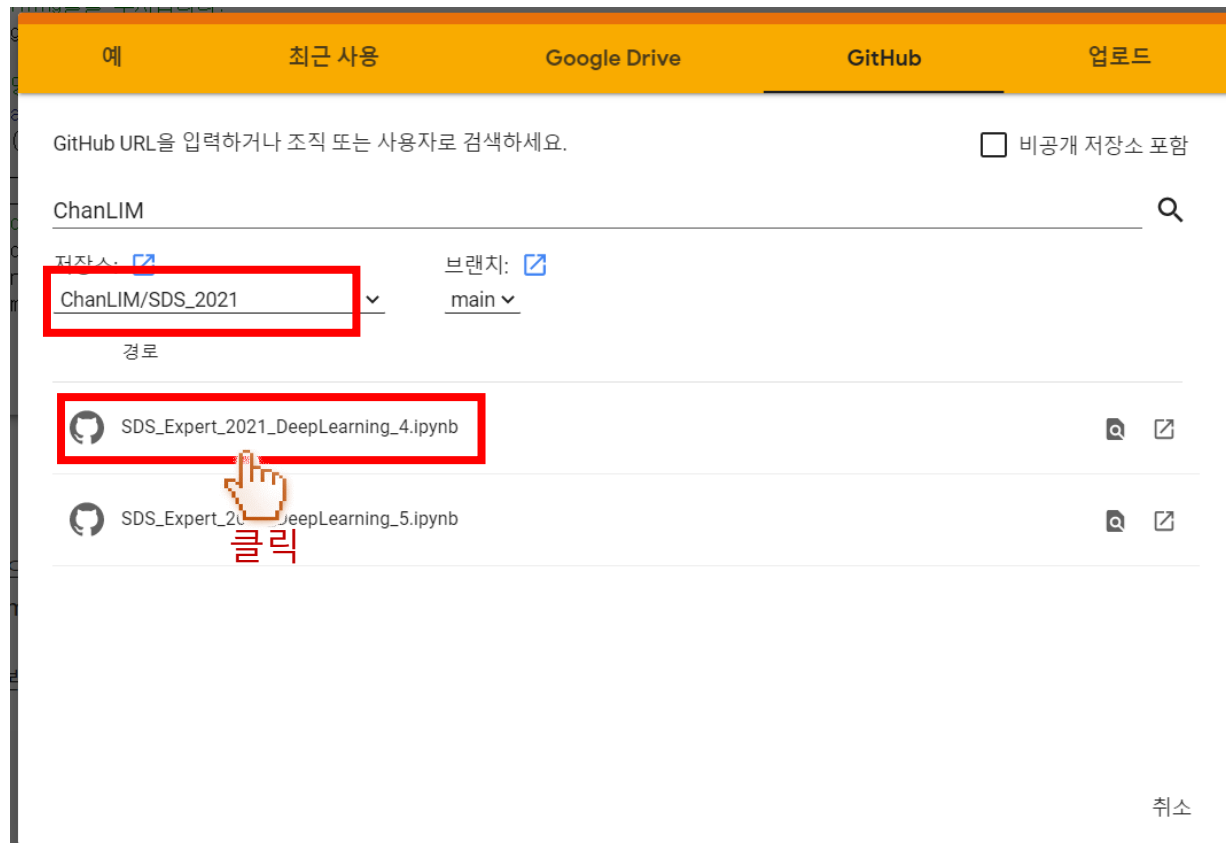 예 최근 사용 Google Drive GitHub 업로드
GitHub URL을 입력하거나 조직 또는 사용자로 검색하세요. 비공개 저장소 포함
ChanLIM
저장소: 브랜치:
ChanLIM/SDS_2021 main
경로
SDS_Expert_2021_DeepLearning_4.ipynb
SDS_Expert_20 DeepLearning_5.ipynb
클릭
취소